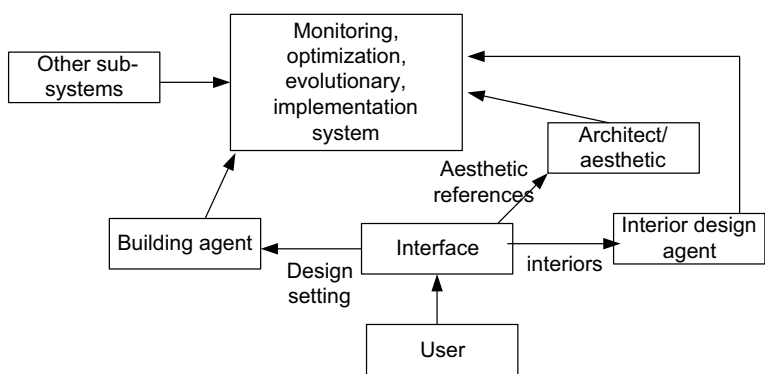 Monitoring,
optimization,
evolutionary,
implementation
system
Other sub-
systems
Architect/
aesthetic
Aesthetic
references
Building agent
Interface
Interior design
agent
Design
setting
interiors
User